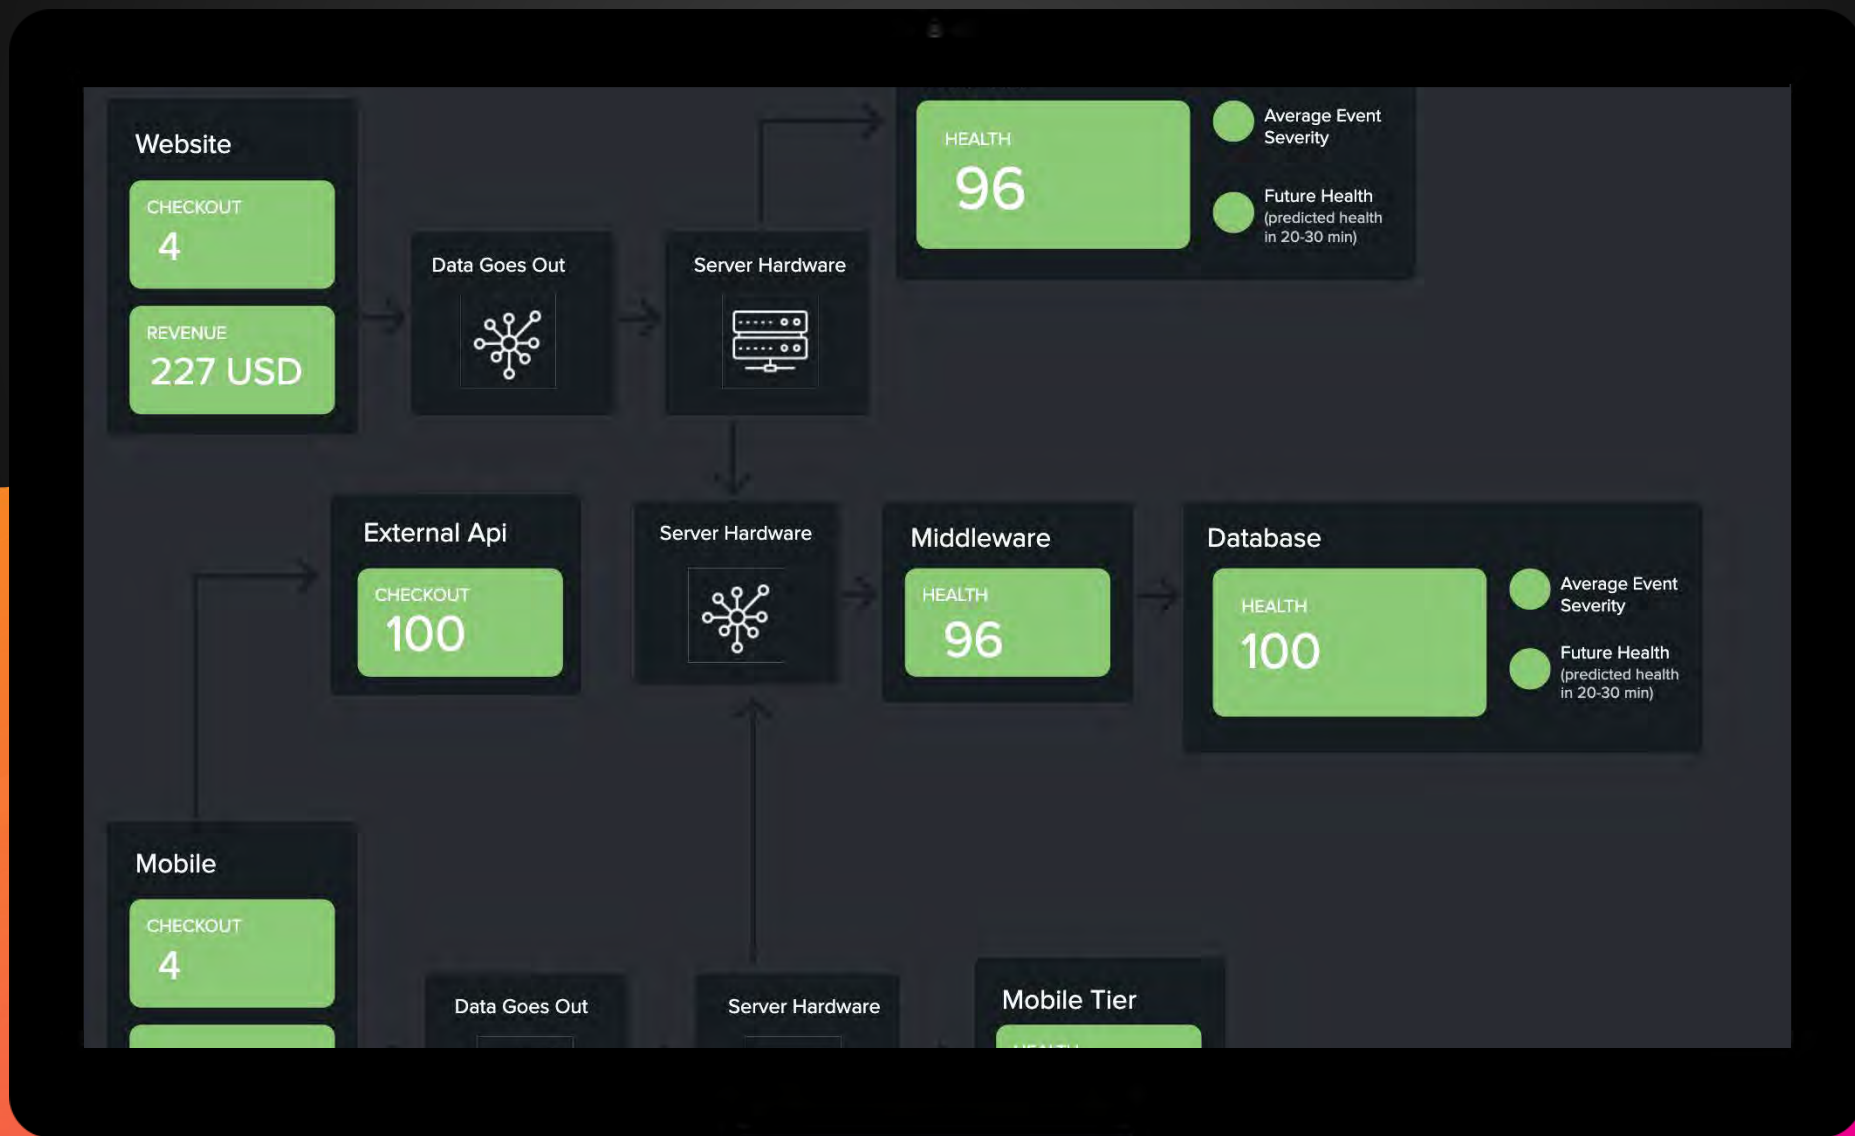 Website
CHECKOUT
4
REVENUE
227 USD
Data Goes Out
Server Hardware
HEALTH
96
Average Event
Severity
Future Health
(predicted health
in 20-30 min)
External Api
CHECKOUT
100
Server Hardware
Middleware
HEALTH
96
Database
HEALTH
100
Average Event
Severity
Future Health
(predicted health
in 20-30 min)
Mobile
CHECKOUT
4
Data Goes Out
Server Hardware
Mobile Tier
HEALTH